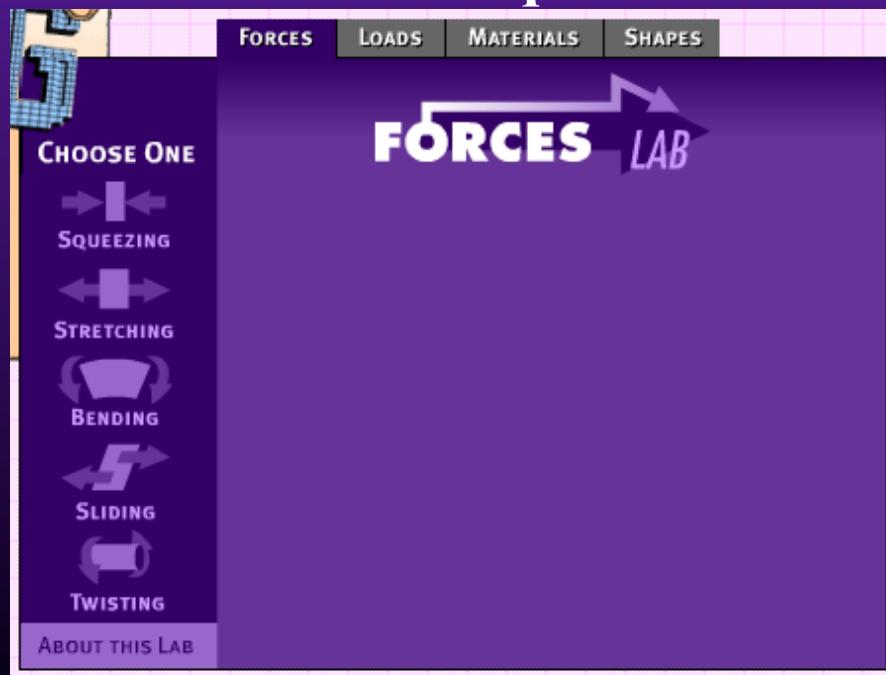 FORCES LOADS MATERIALS SHAPES
FORCES LAB
CHOOSE ONE
SQUEEZING
STRETCHING
BENDING
SLIDING
TWISTING
ABOUT THIS LAB